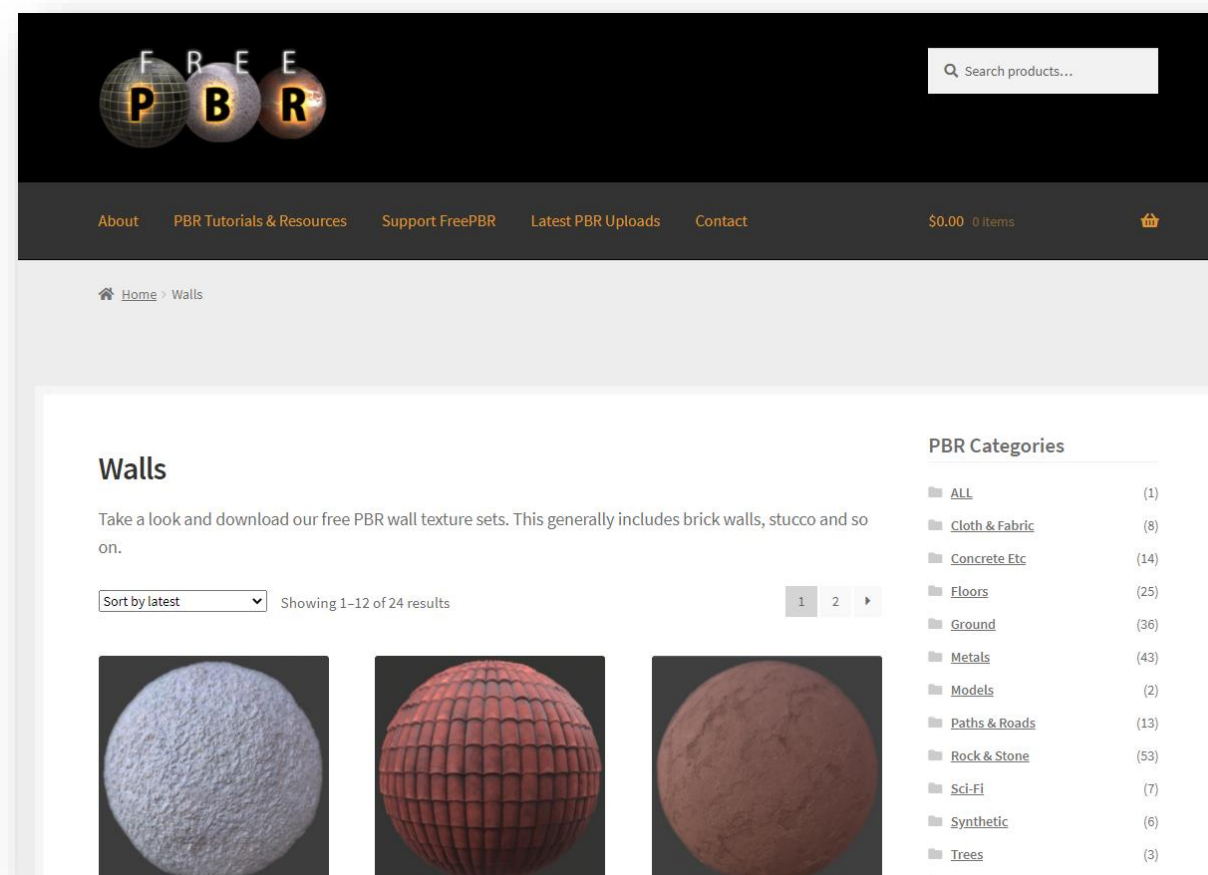 FREE
PBR
Search products...
About PBR Tutorials & Resources Support FreePBR Latest PBR Uploads Contact $0.00 0 items
Home > Walls
Walls
Take a look and download our free PBR wall texture sets. This generally includes brick walls, stucco and so
on.
Sort by latest Showing 1–12 of 24 results 1 2
PBR Categories
ALL (1)
Cloth & Fabric (8)
Concrete Etc (14)
Floors (25)
Ground (36)
Metals (43)
Models (2)
Paths & Roads (13)
Rock & Stone (53)
Sci-Fi (7)
Synthetic (6)
Trees (3)